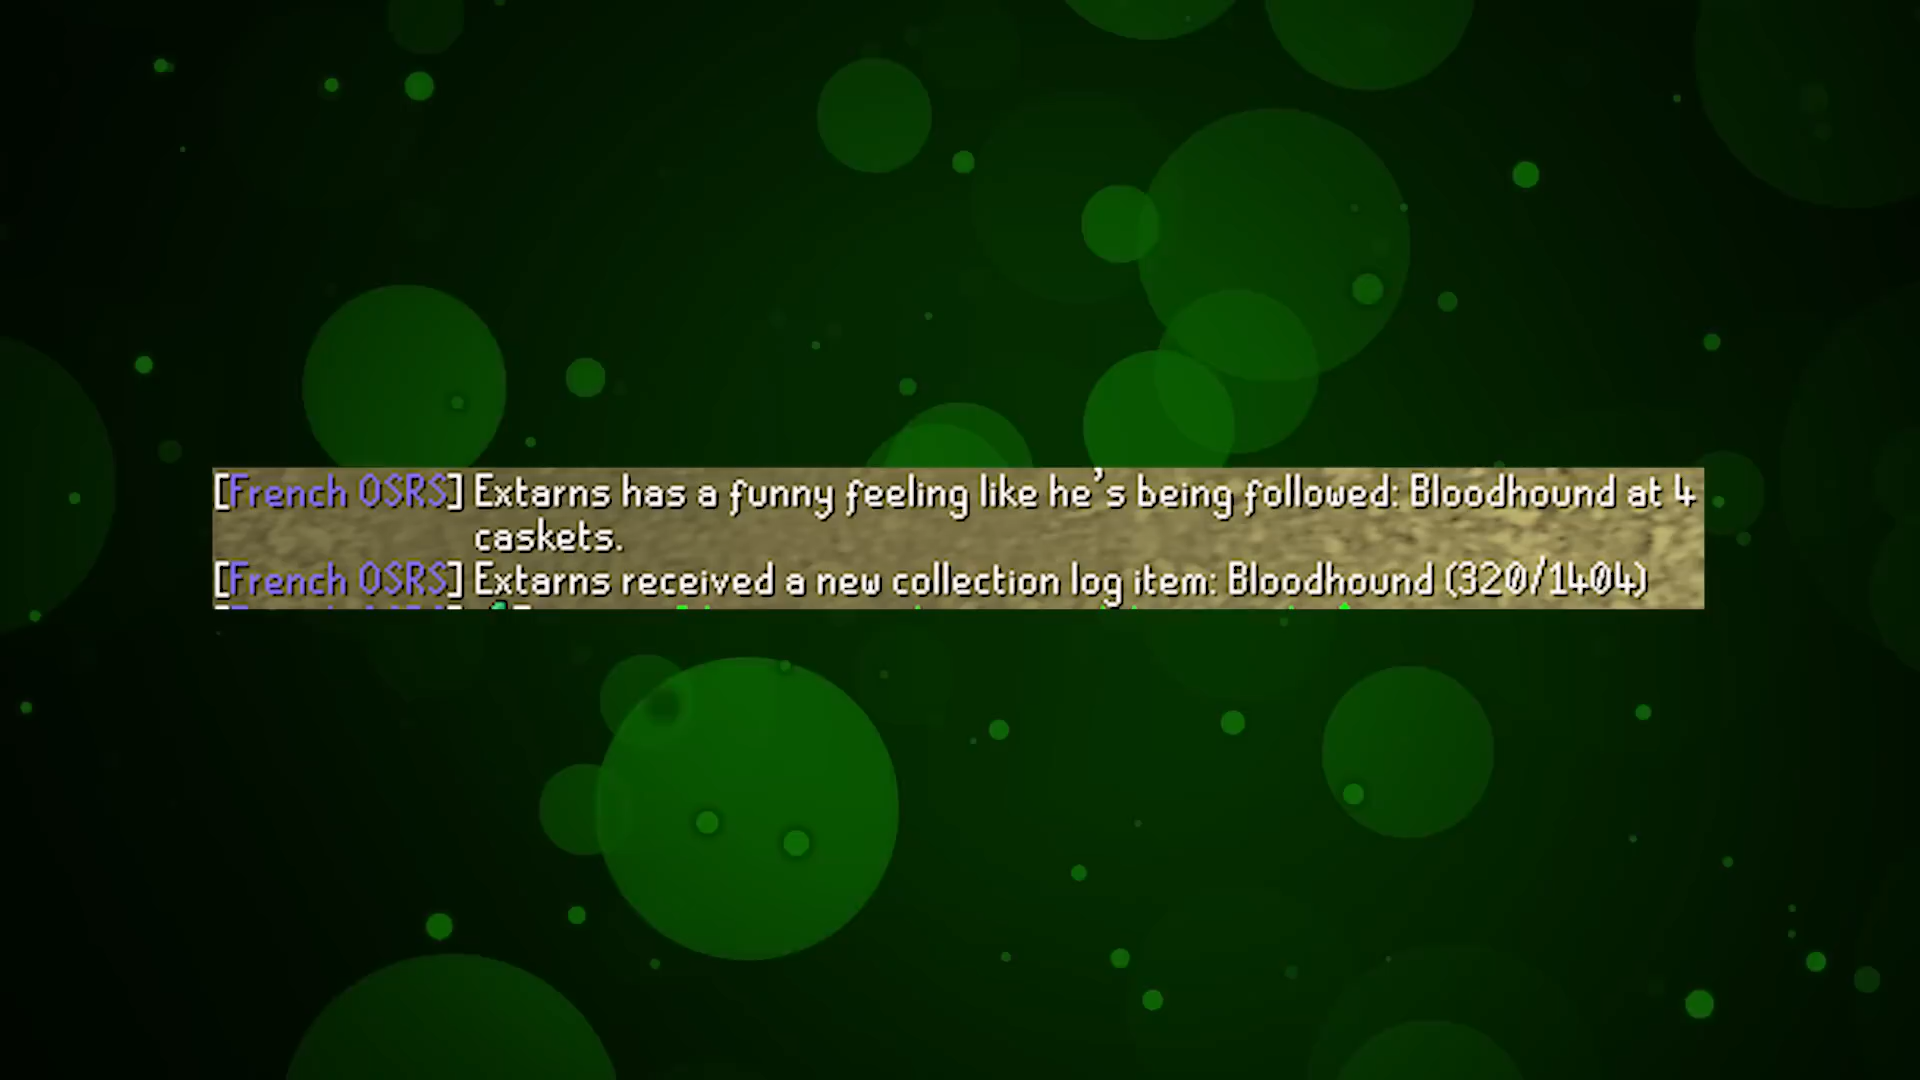 [French OSRS] Extarns has a funny feeling like he's being followed: Bloodhound at 4
caskets.
[French OSRS] Extarns received a new collection log item: Bloodhound (320/1404)